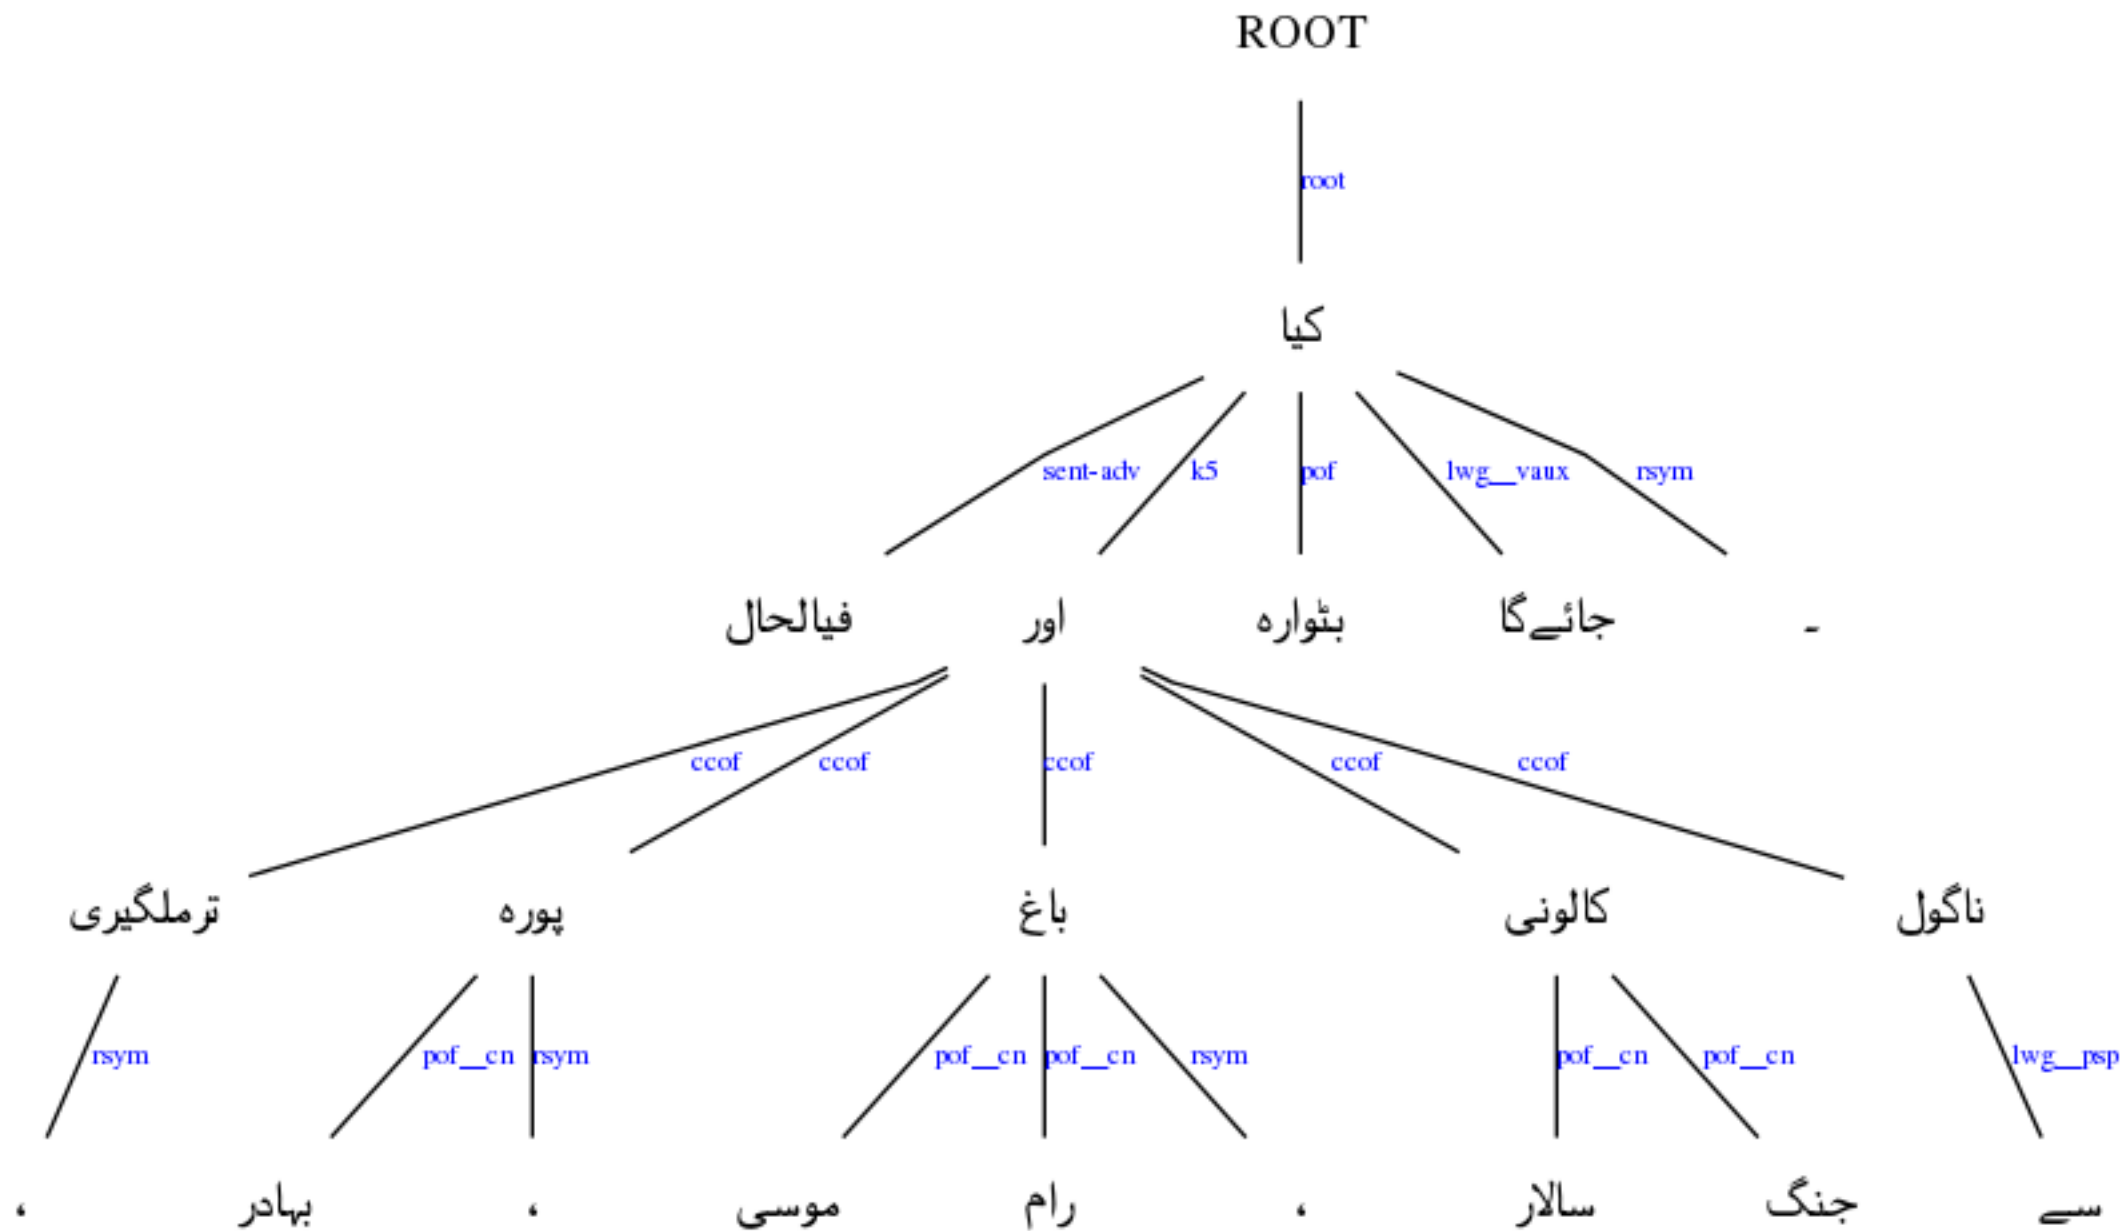 ROOT
root
کیا
sent-adv k5 pof lwg__vaux rsym
فیالحال اور بٹوارہ جائےگا ۔
ccof ccof ccof ccof ccof
ترملگیری پورہ باغ کالونی ناگول
rsym pof__cn rsym pof__cn pof__cn rsym pof__cn pof__cn lwg__psp
، بہادر ، موسی رام ، سالار جنگ سے